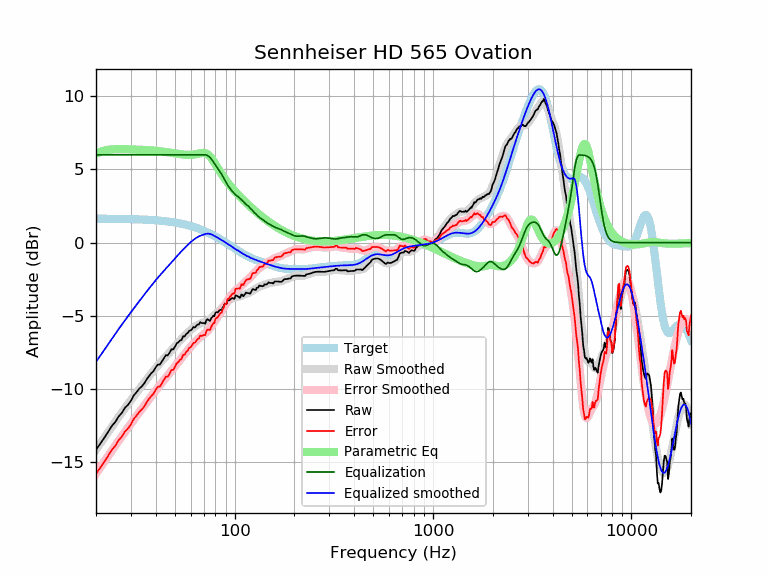 Sennheiser HD 565 Ovation
10
5
0
−5
−10
−15
Amplitude (dBr)
Target
Raw Smoothed
Error Smoothed
Raw
Error
Parametric Eq
Equalization
Equalized smoothed
100
1000
10000
Frequency (Hz)